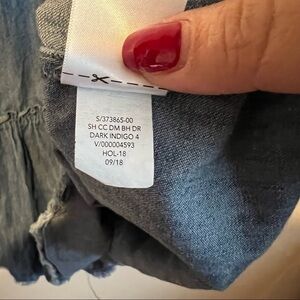 S/373865-00
SH CC DM BH DR
DARK INDIGO 4
V/000004593
HOL-18
09/18